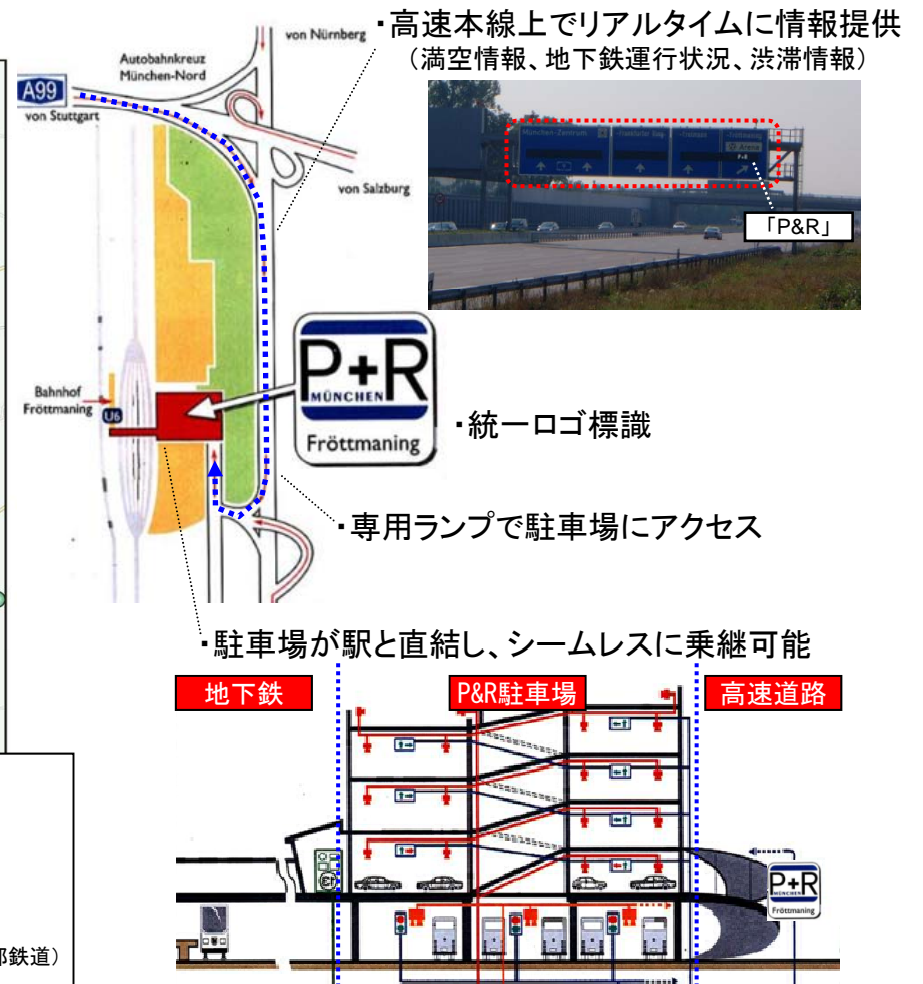 ・高速本線上でリアルタイムに情報提供
（満空情報、地下鉄運行状況、渋滞情報）
von Nürnberg
Autobahnkreuz
München-Nord
A99
von Stuttgart
von Salzburg
München-Zentrum
Arena
P+R
「P&R」
P+R
MÜNCHEN
Fröttmaning
・統一ロゴ標識
Bahnhof
Fröttmaning
U6
・専用ランプで駐車場にアクセス
・駐車場が駅と直結し、シームレスに乗継可能
地下鉄
P&R駐車場
高速道路
P+R
MÜNCHEN
Fröttmaning
部鉄道）